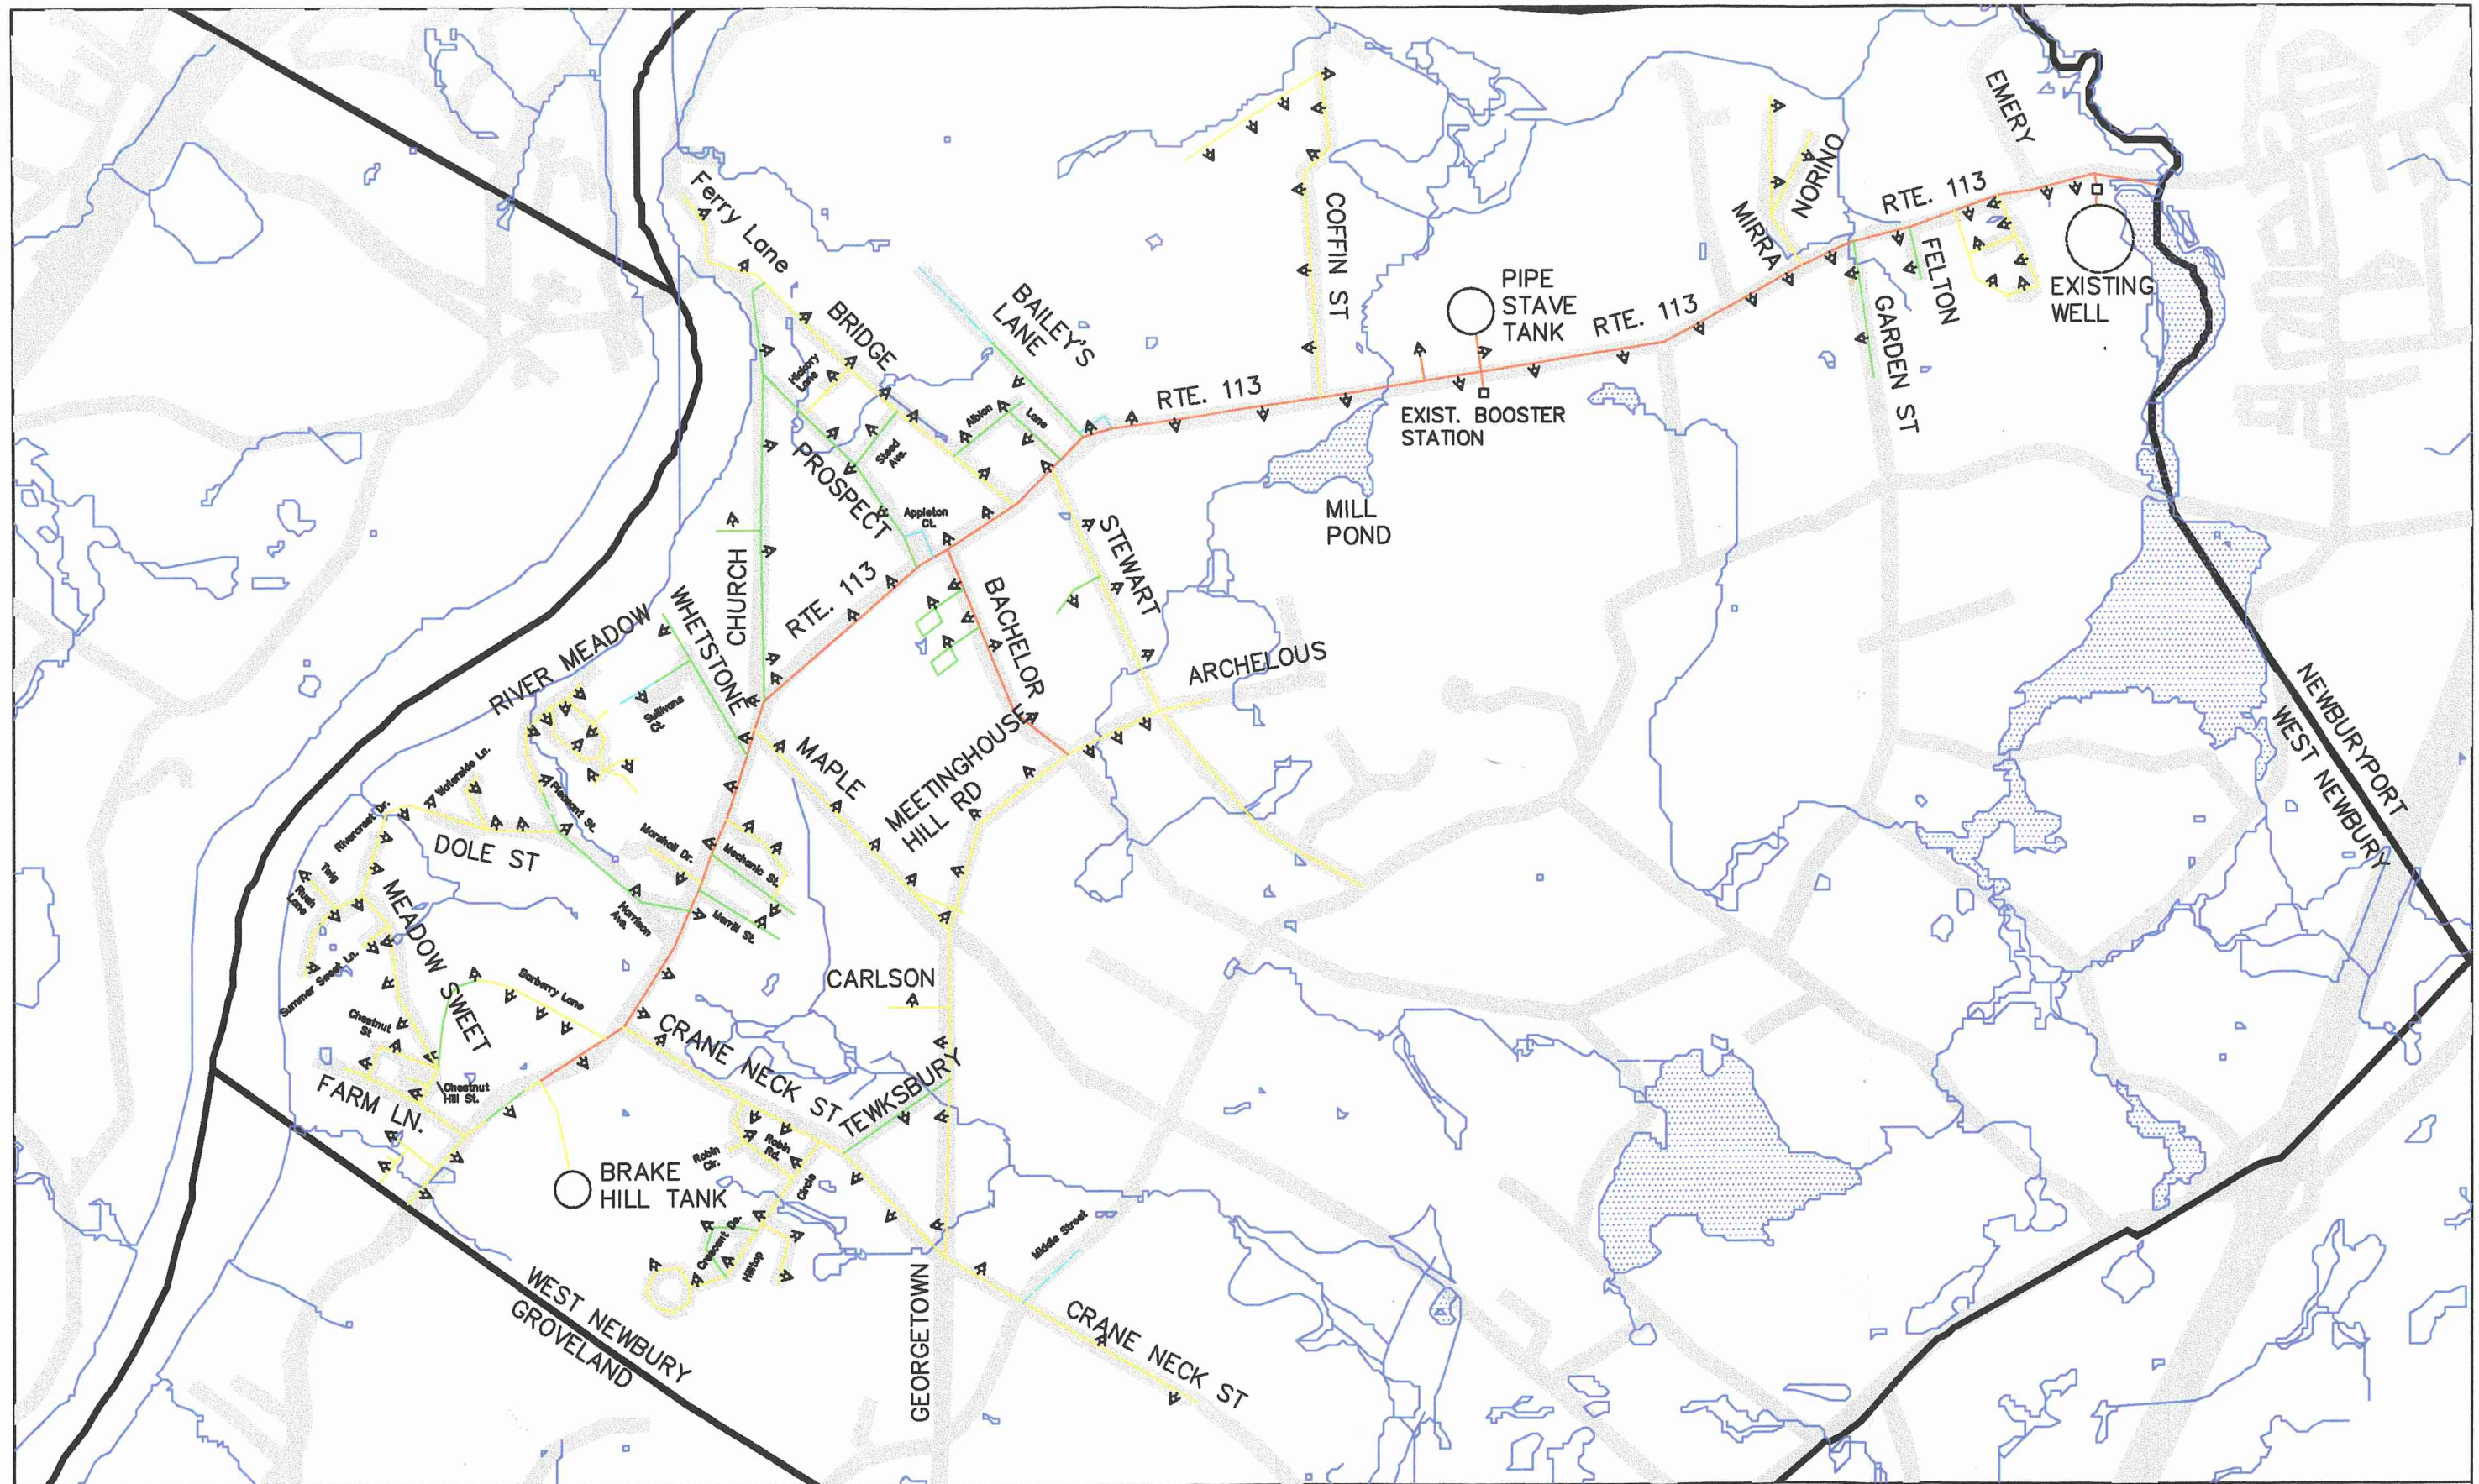 EMERY
NORINO
MIRRA
RTE. 113
FELTON
EXISTING
WELL
GARDEN ST
Ferry Lane
BRIDGE
Hickory
Lane
BAILEY'S
LANE
COFFIN ST
PIPE
STAVE
TANK
RTE. 113
RTE. 113
EXIST. BOOSTER
STATION
MILL
POND
Albion
Lane
Steed
Ave.
PROSPECT
Appleton
Ct.
STEWART
CHURCH
RTE. 113
BACHELOR
WHETSTONE
RIVER MEADOW
Sullivans
Ct.
ARCHELOUS
MAPLE
MEETINGHOUSE
HILL RD
NEWBURYPORT
WEST NEWBURY
Waterside Ln.
Rivercrest Dr.
Pleasant St.
DOLE ST
Marshall Dr.
Mechanic St.
Merrill St.
Harrison
Ave.
Twig
Rush
Lane
MEADOW SWEET
Summer Sweet Ln.
Barberry Lane
Chestnut
St
Chestnut
Hill St.
FARM LN.
CARLSON
CRANE NECK ST
TEWKSBURY
Robin
Rd.
Robin
Cir.
Circle
BRAKE
HILL TANK
Crescent Da.
Hilltop
Middle Street
WEST NEWBURY
GROVELAND
GEORGETOWN
CRANE NECK ST